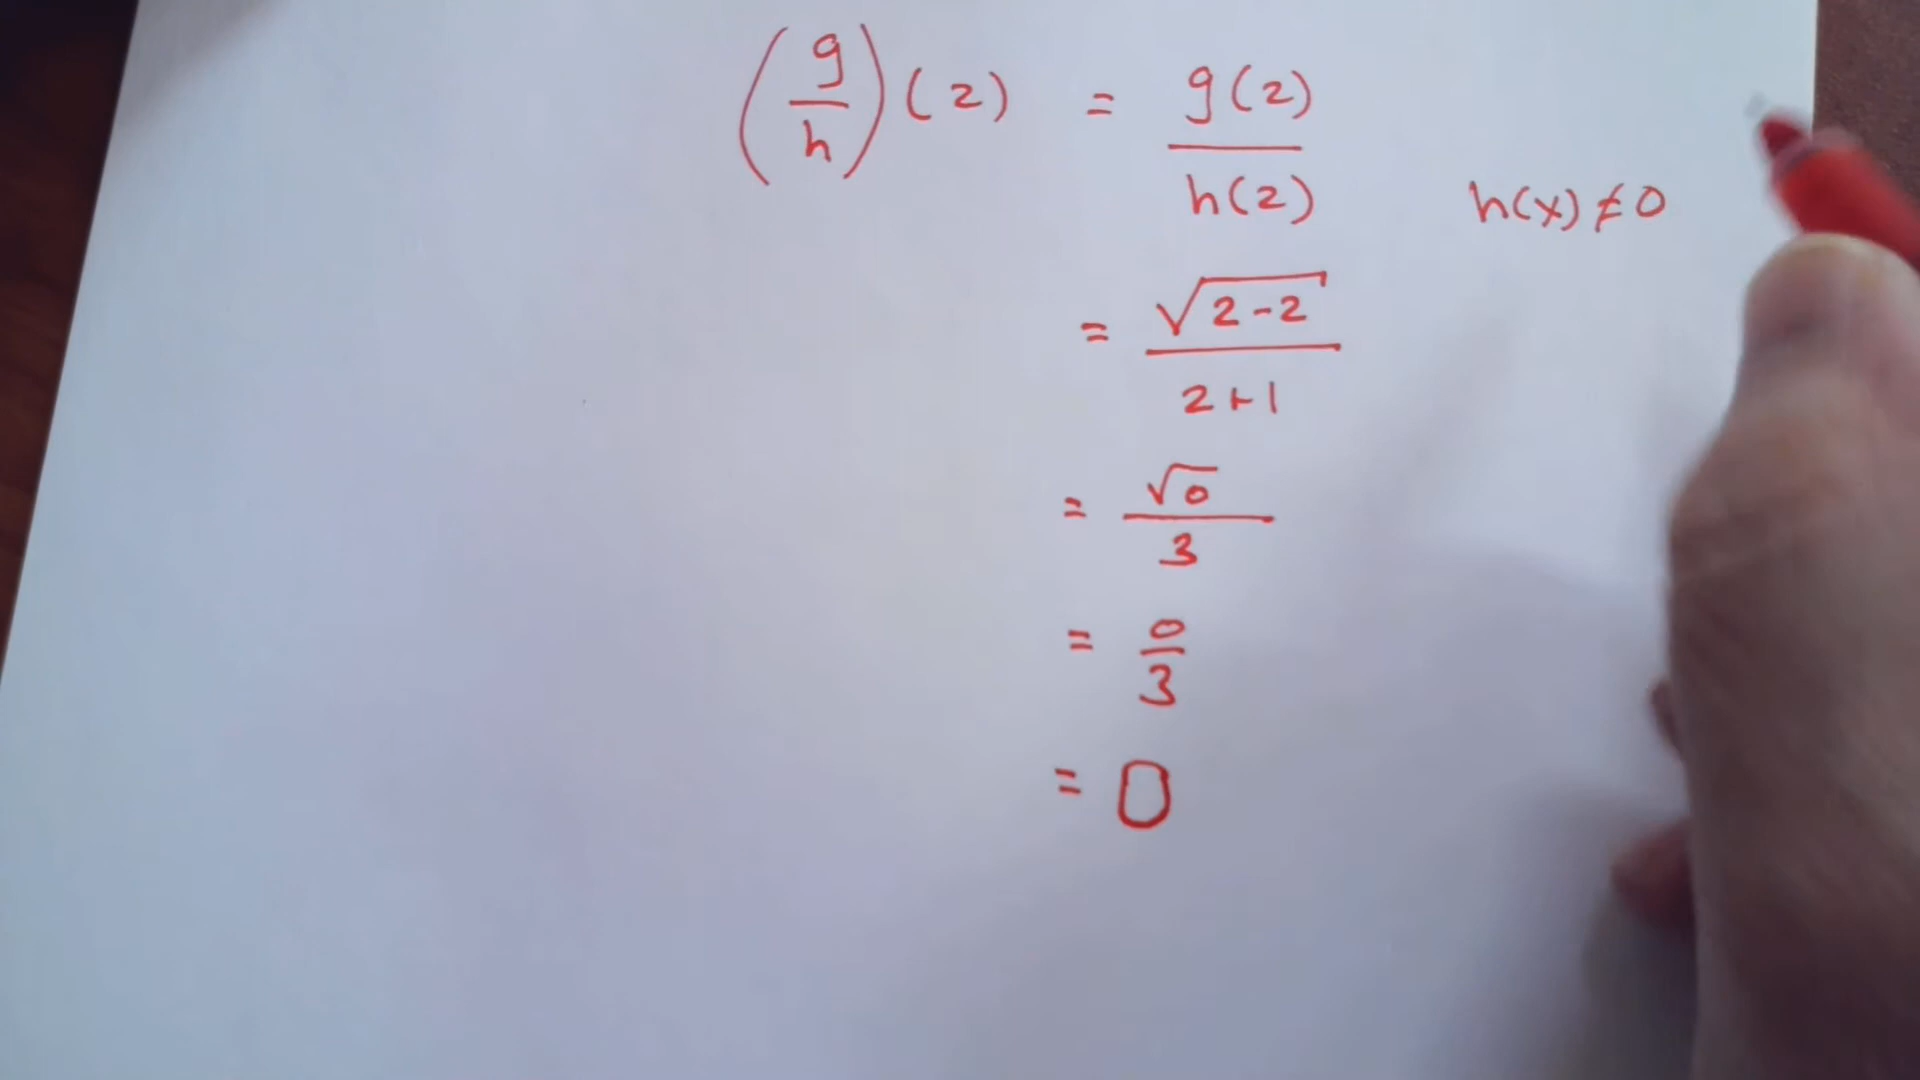 (g/h)(2) = g(2)/h(2) h(x) ≠ 0
= √(2-2)/(2+1)
= √0/3
= 0/3
= 0